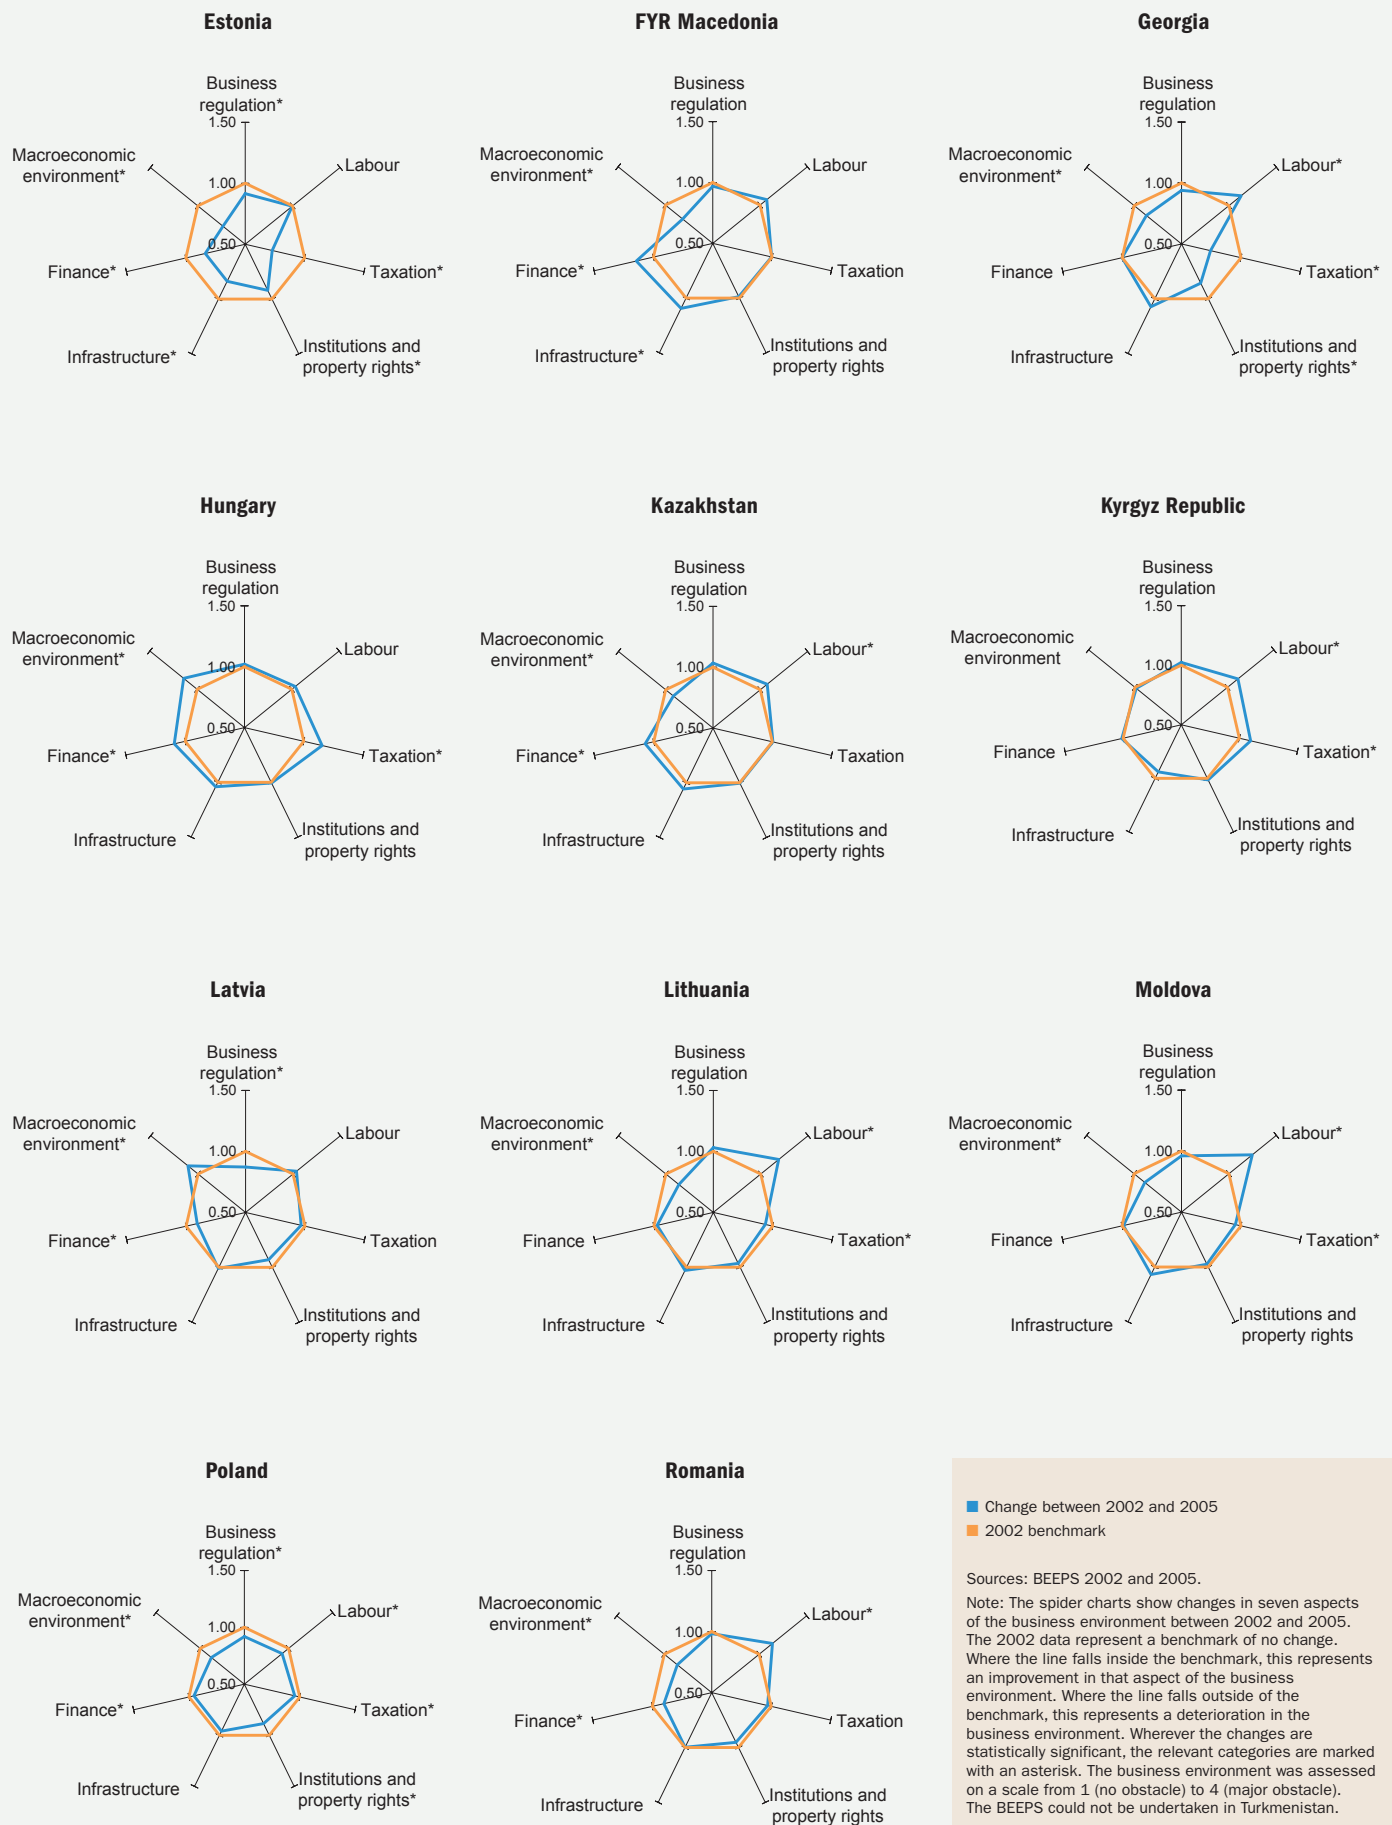 Estonia
Business
regulation*
1.50
1.00
0.50
Labour
Taxation*
Institutions and
property rights*
Infrastructure*
Finance*
Macroeconomic
environment*
FYR Macedonia
Business
regulation
1.50
1.00
0.50
Labour
Taxation
Institutions and
property rights
Infrastructure*
Finance*
Macroeconomic
environment*
Georgia
Business
regulation
1.50
1.00
0.50
Labour*
Taxation*
Institutions and
property rights*
Infrastructure
Finance
Macroeconomic
environment*
Hungary
Business
regulation
1.50
1.00
0.50
Labour
Taxation*
Institutions and
property rights
Infrastructure
Finance*
Macroeconomic
environment*
Kazakhstan
Business
regulation
1.50
1.00
0.50
Labour*
Taxation
Institutions and
property rights
Infrastructure
Finance*
Macroeconomic
environment*
Kyrgyz Republic
Business
regulation
1.50
1.00
0.50
Labour*
Taxation*
Institutions and
property rights
Infrastructure
Finance
Macroeconomic
environment
Latvia
Business
regulation*
1.50
1.00
0.50
Labour
Taxation
Institutions and
property rights
Infrastructure
Finance*
Macroeconomic
environment*
Lithuania
Business
regulation
1.50
1.00
0.50
Labour*
Taxation*
Institutions and
property rights
Infrastructure
Finance
Macroeconomic
environment*
Moldova
Business
regulation
1.50
1.00
0.50
Labour*
Taxation*
Institutions and
property rights
Infrastructure
Finance
Macroeconomic
environment*
Poland
Business
regulation*
1.50
1.00
0.50
Labour*
Taxation*
Institutions and
property rights*
Infrastructure
Finance*
Macroeconomic
environment*
Romania
Business
regulation
1.50
1.00
0.50
Labour*
Taxation
Institutions and
property rights
Infrastructure
Finance*
Macroeconomic
environment*
Change between 2002 and 2005
2002 benchmark
Sources: BEEPS 2002 and 2005.
Note: The spider charts show changes in seven aspects
of the business environment between 2002 and 2005.
The 2002 data represent a benchmark of no change.
Where the line falls inside the benchmark, this represents
an improvement in that aspect of the business
environment. Where the line falls outside of the
benchmark, this represents a deterioration in the
business environment. Wherever the changes are
statistically significant, the relevant categories are marked
with an asterisk. The business environment was assessed
on a scale from 1 (no obstacle) to 4 (major obstacle).
The BEEPS could not be undertaken in Turkmenistan.